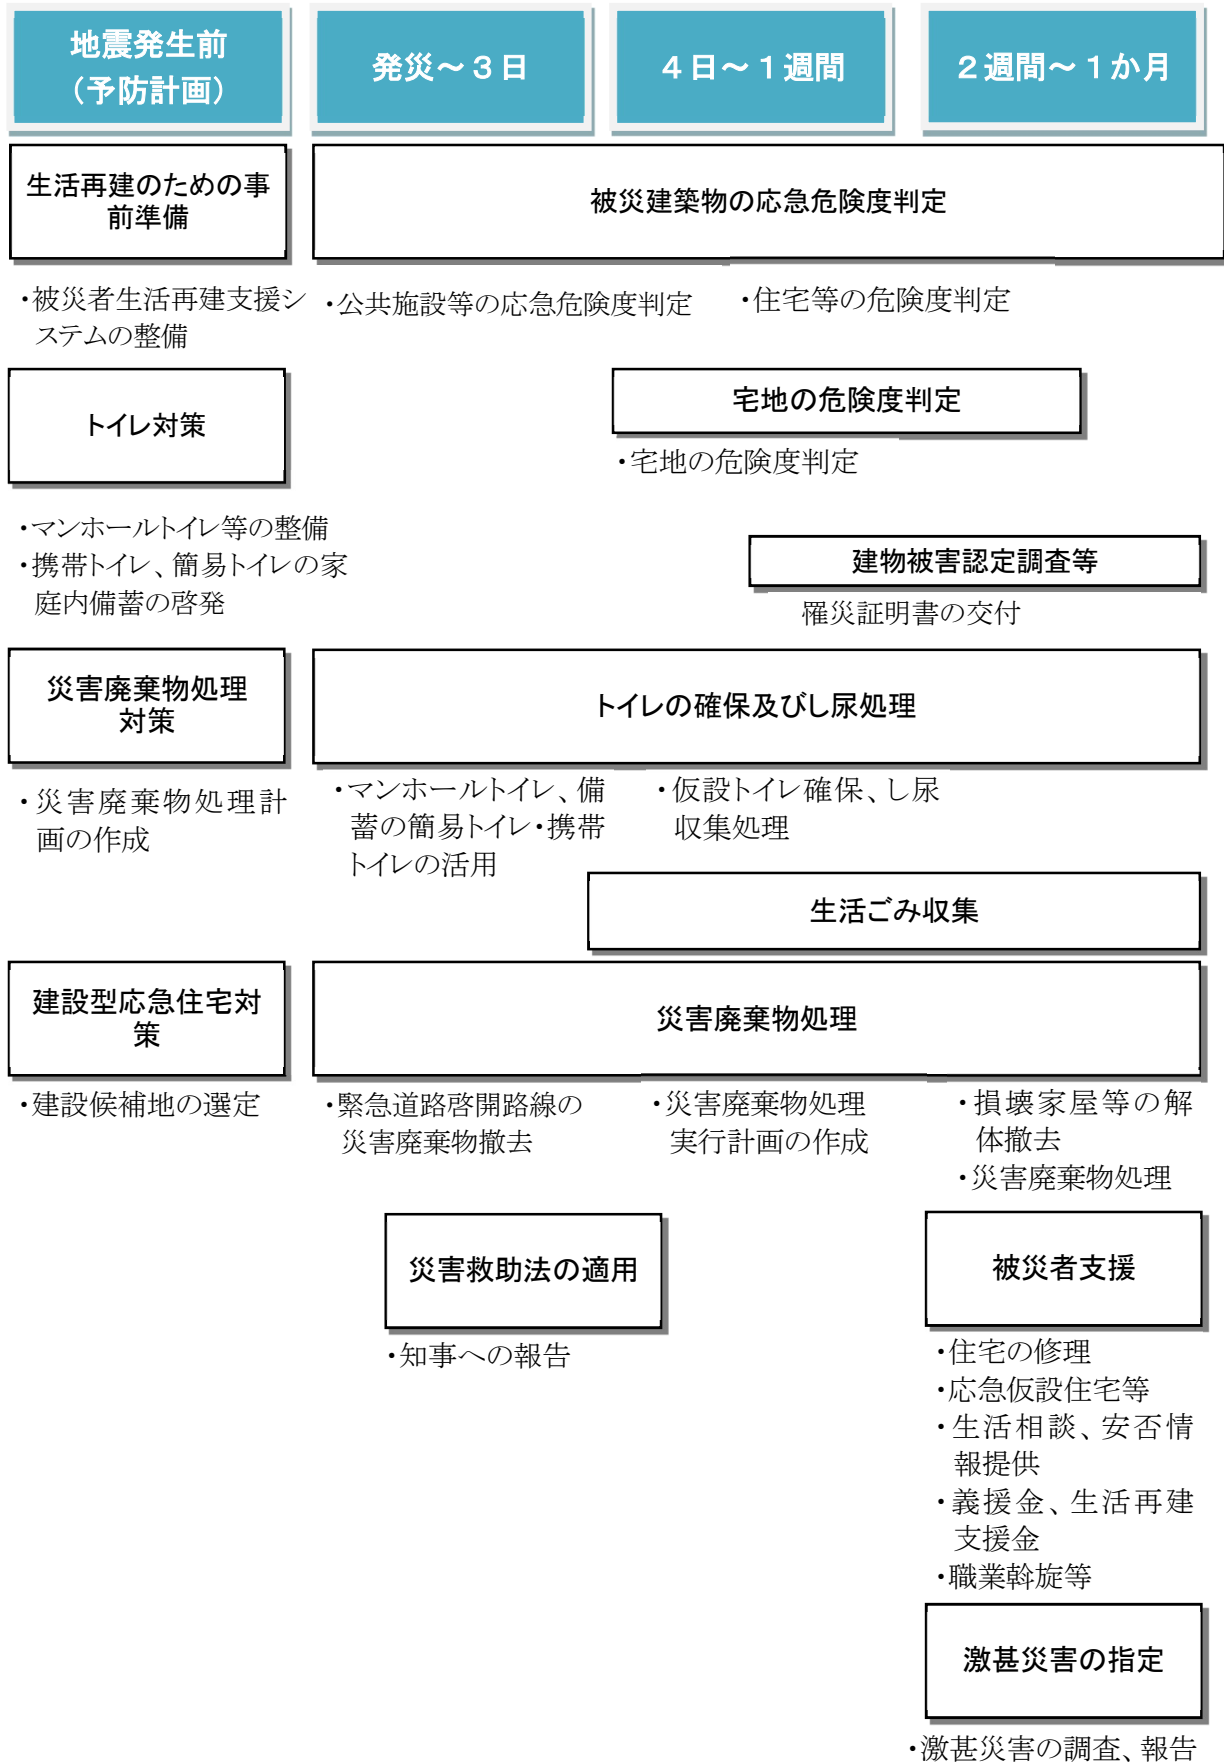 地震発生前
（予防計画）
発災～３日
４日～１週間
２週間～１か月
生活再建のための事
前準備
被災建築物の応急危険度判定
・被災者生活再建支援シ
ステムの整備
・公共施設等の応急危険度判定
・住宅等の危険度判定
トイレ対策
宅地の危険度判定
・宅地の危険度判定
・マンホールトイレ等の整備
・携帯トイレ、簡易トイレの家
庭内備蓄の啓発
建物被害認定調査等
罹災証明書の交付
災害廃棄物処理
対策
トイレの確保及びし尿処理
・災害廃棄物処理計
画の作成
・マンホールトイレ、備
蓄の簡易トイレ・携帯
トイレの活用
・仮設トイレ確保、し尿
収集処理
生活ごみ収集
建設型応急住宅対
策
災害廃棄物処理
・建設候補地の選定
・緊急道路啓開路線の
災害廃棄物撤去
・災害廃棄物処理
実行計画の作成
・損壊家屋等の解
体撤去
・災害廃棄物処理
災害救助法の適用
・知事への報告
被災者支援
・住宅の修理
・応急仮設住宅等
・生活相談、安否情
報提供
・義援金、生活再建
支援金
・職業斡旋等
激甚災害の指定
・激甚災害の調査、報告